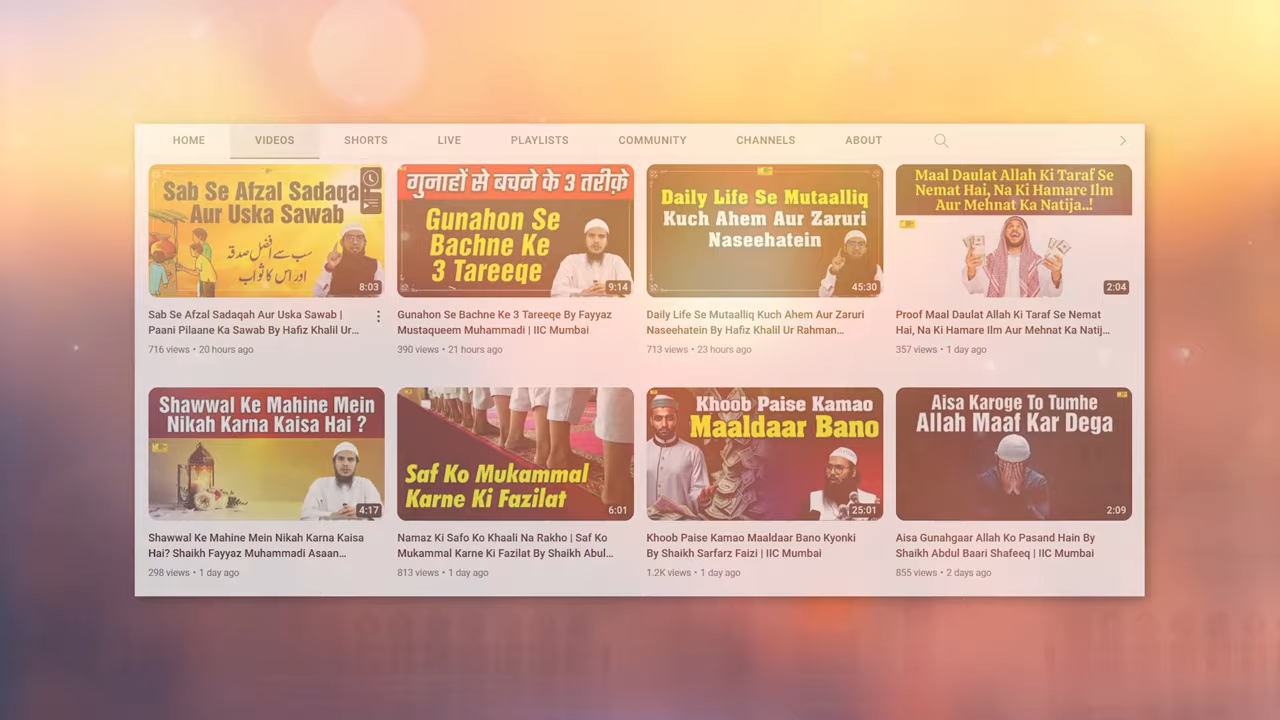 HOME VIDEOS SHORTS LIVE PLAYLISTS COMMUNITY CHANNELS ABOUT
Sab Se Afzal Sadaqa
Aur Uska Sawab
سب سے افضل صدقہ
اور اس کا ثواب
8:03
गुनाहों से बचने के 3 तरीक़े
Gunahon Se
Bachne Ke
3 Tareeqe
9:14
Daily Life Se Mutaalliq
Kuch Ahem Aur Zaruri
Naseehatein
45:30
Maal Daulat Allah Ki Taraf Se
Nemat Hai, Na Ki Hamare Ilm
Aur Mehnat Ka Natija..!
2:04
Sab Se Afzal Sadaqah Aur Uska Sawab |
Paani Pilaane Ka Sawab By Hafiz Khalil Ur...
716 views • 20 hours ago
Gunahon Se Bachne Ke 3 Tareeqe By Fayyaz
Mustaqueem Muhammadi | IIC Mumbai
390 views • 21 hours ago
Daily Life Se Mutaalliq Kuch Ahem Aur Zaruri
Naseehatein By Hafiz Khalil Ur Rahman...
713 views • 23 hours ago
Proof Maal Daulat Allah Ki Taraf Se Nemat
Hai, Na Ki Hamare Ilm Aur Mehnat Ka Natij...
357 views • 1 day ago
Shawwal Ke Mahine Mein
Nikah Karna Kaisa Hai ?
4:17
Saf Ko Mukammal
Karne Ki Fazilat
6:01
Khoob Paise Kamao
Maaldaar Bano
25:01
Aisa Karoge To Tumhe
Allah Maaf Kar Dega
2:09
Shawwal Ke Mahine Mein Nikah Karna Kaisa
Hai? Shaikh Fayyaz Muhammadi Asaan...
298 views • 1 day ago
Namaz Ki Safo Ko Khaali Na Rakho | Saf Ko
Mukammal Karne Ki Fazilat By Shaikh Abul...
813 views • 1 day ago
Khoob Paise Kamao Maaldaar Bano Kyonki
By Shaikh Sarfarz Faizi | IIC Mumbai
1.2K views • 1 day ago
Aisa Gunahgaar Allah Ko Pasand Hain By
Shaikh Abdul Baari Shafeeq | IIC Mumbai
855 views • 2 days ago